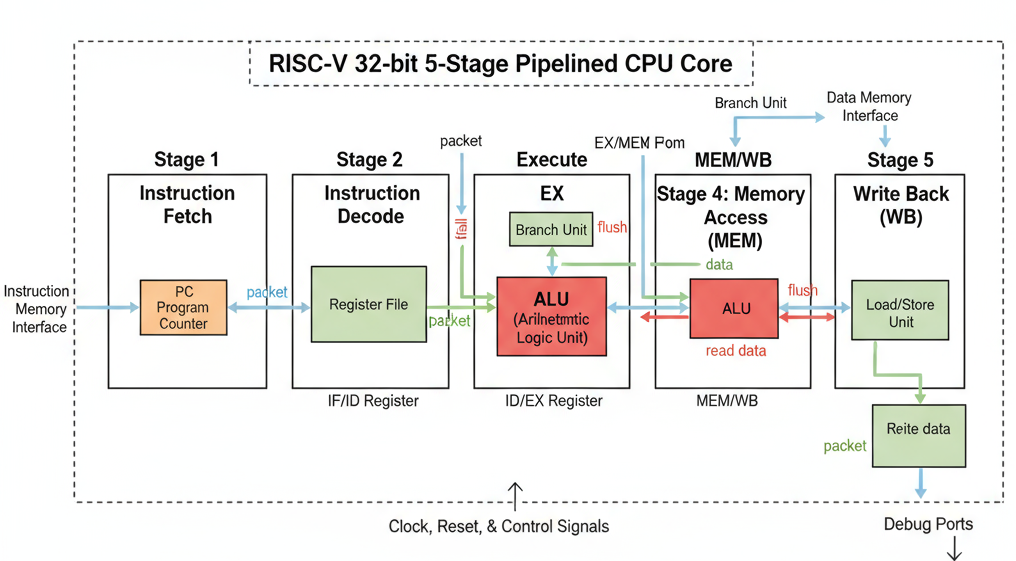 RISC-V 32-bit 5-Stage Pipelined CPU Core
Branch Unit
Data Memory
Interface
packet
EX/MEM Pom
Stage 1
Stage 2
Execute
MEM/WB
Stage 5
Instruction
Fetch
Instruction
Decode
EX
Stage 4: Memory
Access
(MEM)
Write Back
(WB)
Branch Unit
flush
data
Instruction
Memory
Interface
PC
Program
Counter
packet
Register File
packet
ALU
(Arilnetmtic
Logic Unit)
ALU
read data
flush
Load/Store
Unit
IF/ID Register
ID/EX Register
MEM/WB
Reite data
packet
Clock, Reset, & Control Signals
Debug Ports